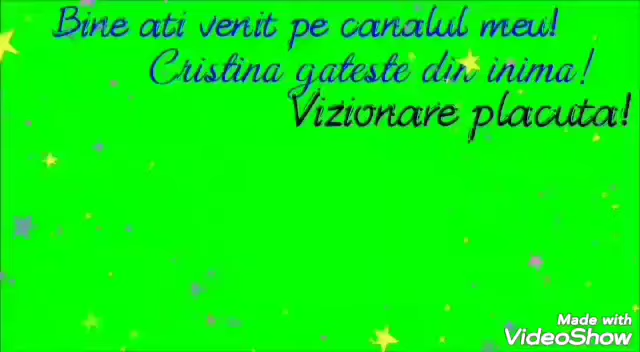 Bine ati venit pe canalul meu!
Cristina gateste din inima!
Vizionare placuta!
Made with
VideoShow